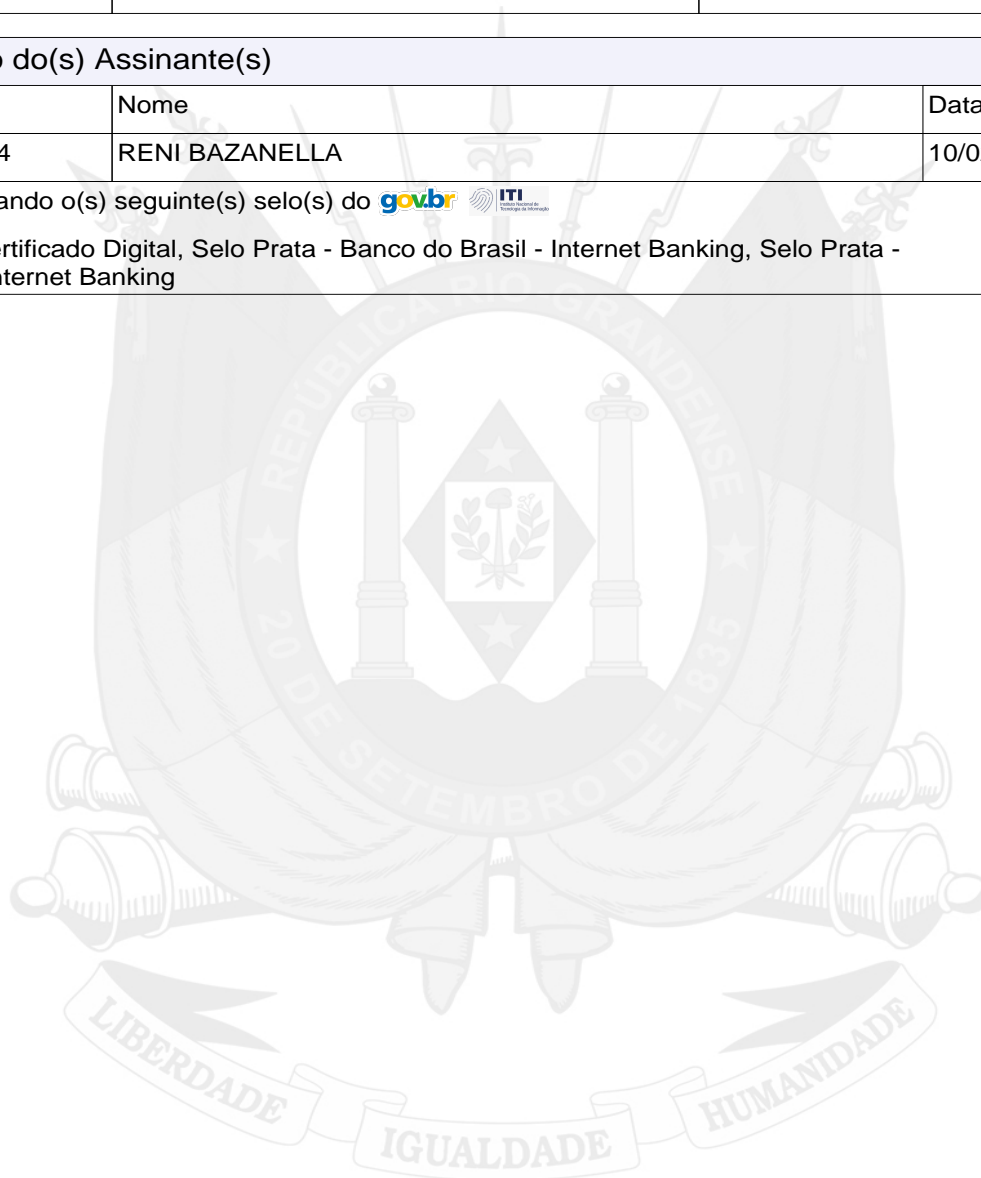 o do(s) Assinante(s)
Nome Data
4 RENI BAZANELLA 10/0
ando o(s) seguinte(s) selo(s) do gov.br ITI
ertificado Digital, Selo Prata - Banco do Brasil - Internet Banking, Selo Prata -
nternet Banking
REPÚBLICA RIO GRANDENSE
20 DE SETEMBRO DE 1835
LIBERDADE IGUALDADE HUMANIDADE